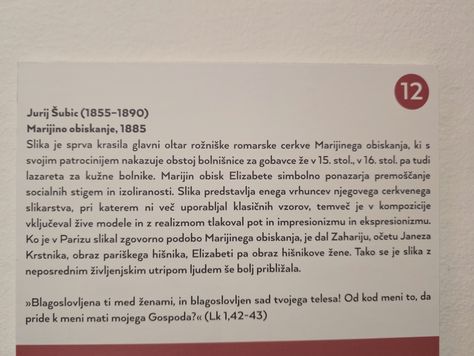 12
Jurij Šubic (1855–1890)
Marijino obiskanje, 1885
Slika je sprva krasila glavni oltar rožniške romarske cerkve Marijinega obiskanja, ki s
svojim patrocinijem nakazuje obstoj bolnišnice za gobavce že v 15. stol., v 16. stol. pa tudi
lazareta za kužne bolnike. Marijin obisk Elizabete simbolno ponazarja premoščanje
socialnih stigem in izoliranosti. Slika predstavlja enega vrhuncev njegovega cerkvenega
slikarstva, pri katerem ni več uporabljal klasičnih vzorov, temveč je v kompozicije
vključeval žive modele in z realizmom tlakoval pot in impresionizmu in ekspresionizmu.
Ko je v Parizu slikal zgovorno podobo Marijinega obiskanja, je dal Zahariju, očetu Janeza
Krstnika, obraz pariškega hišnika, Elizabeti pa obraz hišnikove žene. Tako se je slika z
neposrednim življenjskim utripom ljudem še bolj približala.
»Blagoslovljena ti med ženami, in blagoslovljen sad tvojega telesa! Od kod meni to, da
pride k meni mati mojega Gospoda?« (Lk 1,42-43)